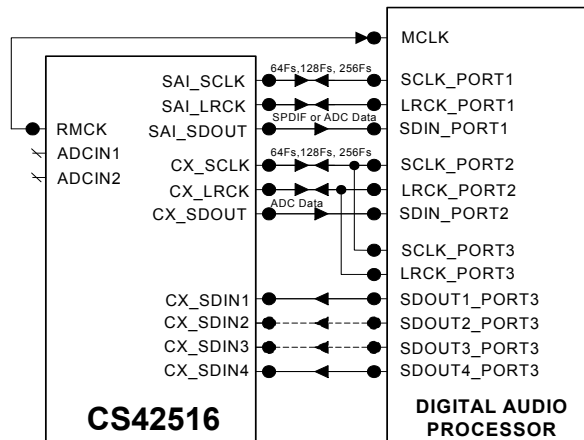 MCLK
64Fs,128Fs, 256Fs
SAI_SCLK
SCLK_PORT1
SAI_LRCK
LRCK_PORT1
SPDIF or ADC Data
RMCK
SAI_SDOUT
SDIN_PORT1
ADCIN1
64Fs,128Fs, 256Fs
CX_SCLK
SCLK_PORT2
ADCIN2
CX_LRCK
LRCK_PORT2
ADC Data
CX_SDOUT
SDIN_PORT2
SCLK_PORT3
LRCK_PORT3
CX_SDIN1
SDOUT1_PORT3
CX_SDIN2
SDOUT2_PORT3
CX_SDIN3
SDOUT3_PORT3
CX_SDIN4
SDOUT4_PORT3
CS42516
DIGITAL AUDIO
PROCESSOR